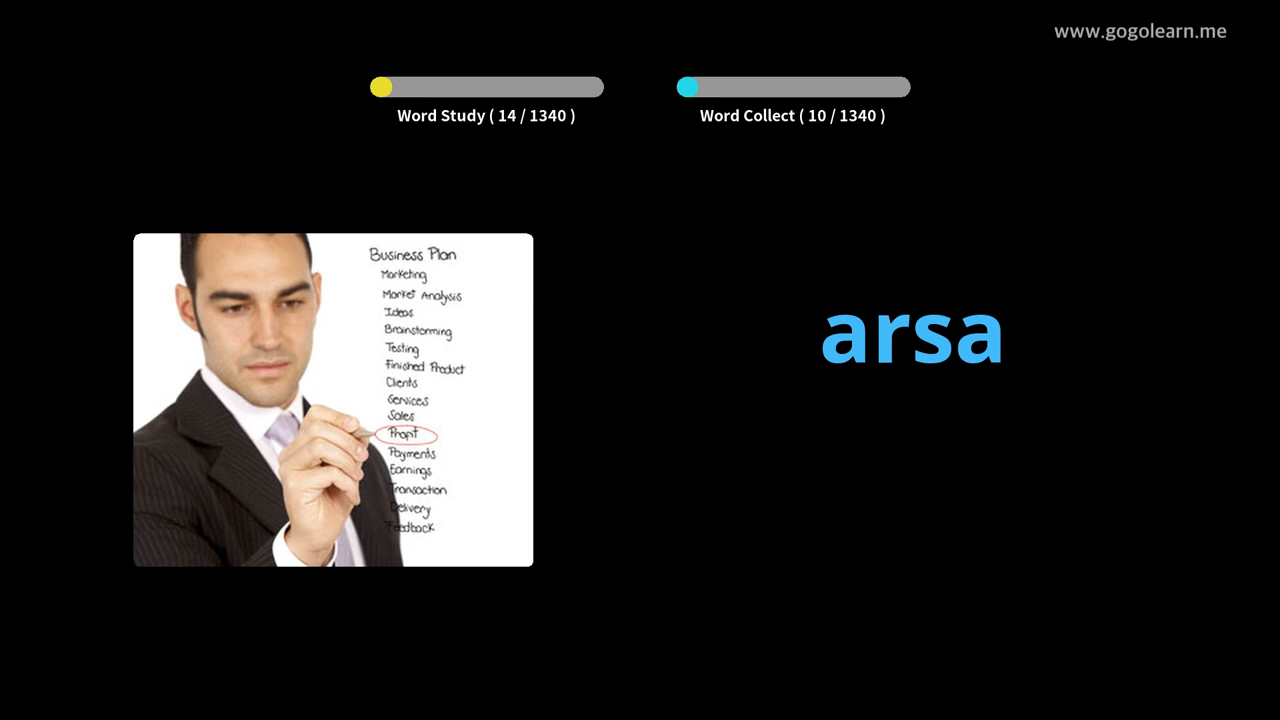 www.gogolearn.me
Word Study ( 14 / 1340 )
Word Collect ( 10 / 1340 )
Business Plan
Marketing
Market Analysis
Ideas
Brainstorming
Testing
Finished Product
Clients
Services
Sales
Profit
Payments
Earnings
Transaction
Delivery
Feedback
arsa